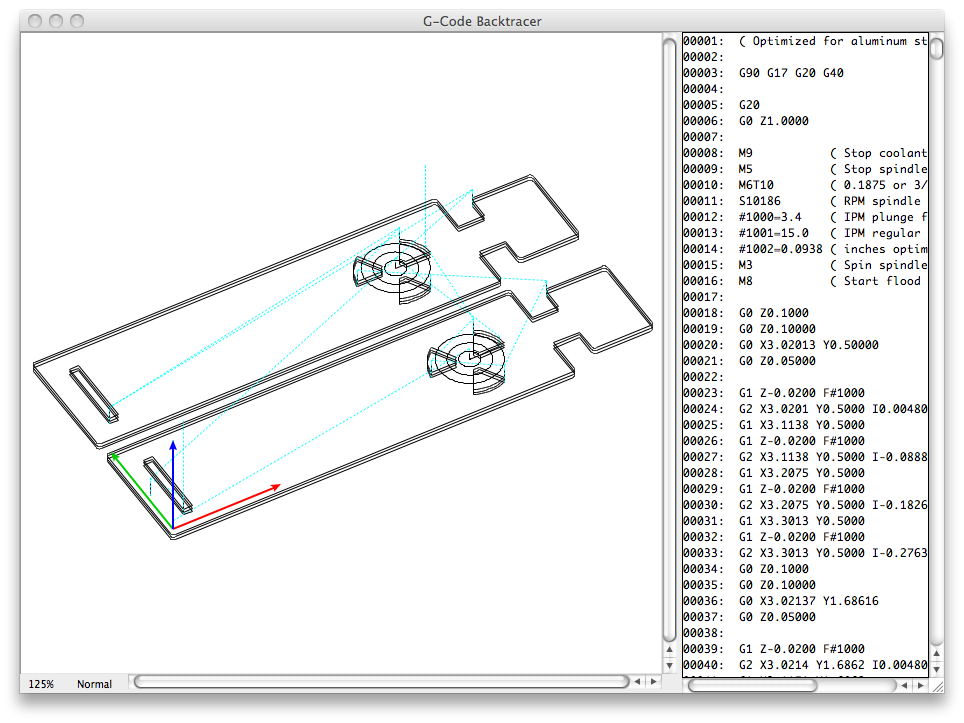 G-Code Backtracer
00001: ( Optimized for aluminum st
00002:
00003: G90 G17 G20 G40
00004:
00005: G20
00006: G0 Z1.0000
00007:
00008: M9 ( Stop coolant
00009: M5 ( Stop spindle
00010: M6T10 ( 0.1875 or 3/
00011: S10186 ( RPM spindle
00012: #1000=3.4 ( IPM plunge f
00013: #1001=15.0 ( IPM regular
00014: #1002=0.0938 ( inches optim
00015: M3 ( Spin spindle
00016: M8 ( Start flood
00017:
00018: G0 Z0.1000
00019: G0 Z0.10000
00020: G0 X3.02013 Y0.50000
00021: G0 Z0.05000
00022:
00023: G1 Z-0.0200 F#1000
00024: G2 X3.0201 Y0.5000 I0.00480
00025: G1 X3.1138 Y0.5000
00026: G1 Z-0.0200 F#1000
00027: G2 X3.1138 Y0.5000 I-0.0888
00028: G1 X3.2075 Y0.5000
00029: G1 Z-0.0200 F#1000
00030: G2 X3.2075 Y0.5000 I-0.1826
00031: G1 X3.3013 Y0.5000
00032: G1 Z-0.0200 F#1000
00033: G2 X3.3013 Y0.5000 I-0.2763
00034: G0 Z0.1000
00035: G0 Z0.10000
00036: G0 X3.02137 Y1.68616
00037: G0 Z0.05000
00038:
00039: G1 Z-0.0200 F#1000
00040: G2 X3.0214 Y1.6862 I0.00480
125% Normal